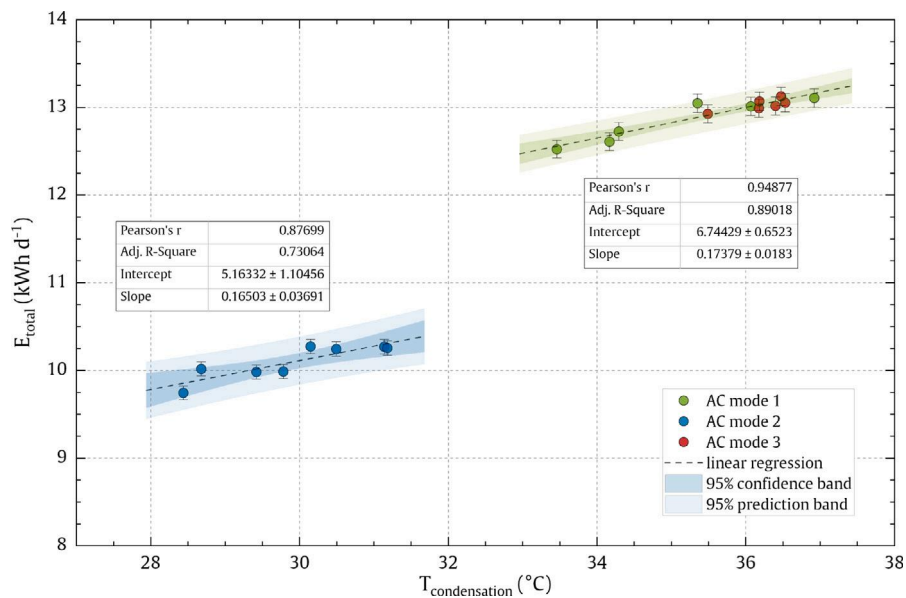 14
13
12
11
10
9
8
E_total (kWh d⁻¹)
Pearson's r 0.94877
Adj. R-Square 0.89018
Intercept 6.74429 ± 0.6523
Slope 0.17379 ± 0.0183
Pearson's r 0.87699
Adj. R-Square 0.73064
Intercept 5.16332 ± 1.10456
Slope 0.16503 ± 0.03691
AC mode 1
AC mode 2
AC mode 3
linear regression
95% confidence band
95% prediction band
28 30 32 34 36 38
T_condensation (°C)